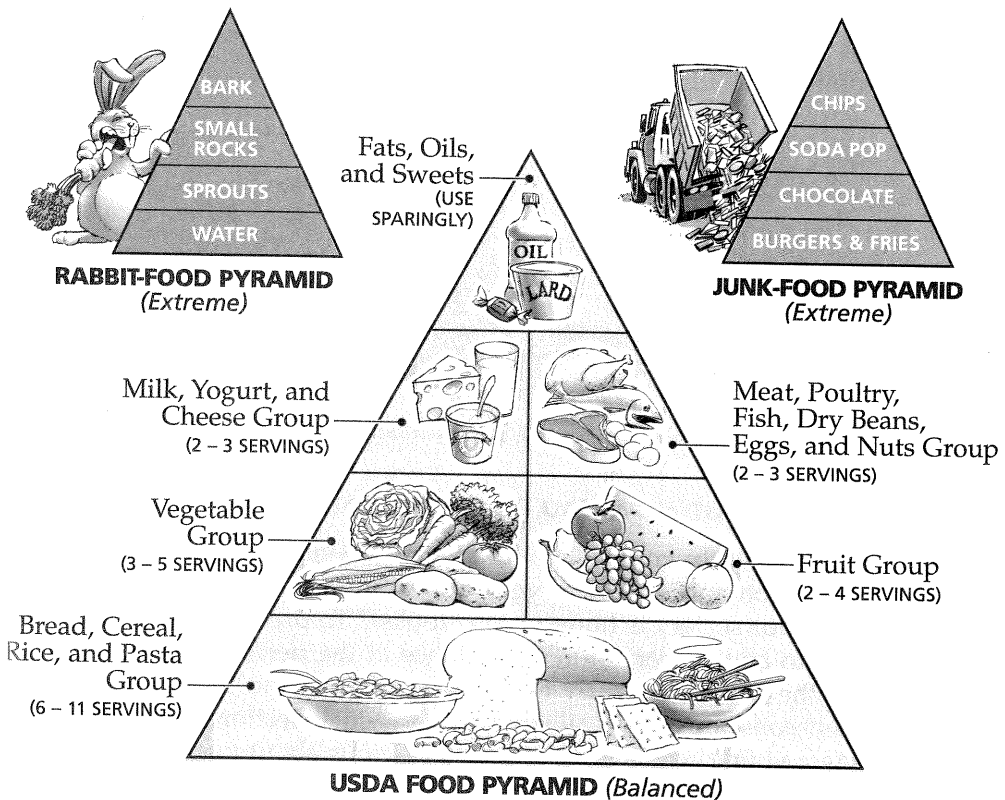 BARK
SMALL
ROCKS
SPROUTS
WATER
RABBIT-FOOD PYRAMID
(Extreme)
CHIPS
SODA POP
CHOCOLATE
BURGERS & FRIES
JUNK-FOOD PYRAMID
(Extreme)
Fats, Oils,
and Sweets
(USE
SPARINGLY)
OIL
LARD
Milk, Yogurt, and
Cheese Group
(2 – 3 SERVINGS)
Meat, Poultry,
Fish, Dry Beans,
Eggs, and Nuts Group
(2 – 3 SERVINGS)
Vegetable
Group
(3 – 5 SERVINGS)
Fruit Group
(2 – 4 SERVINGS)
Bread, Cereal,
Rice, and Pasta
Group
(6 – 11 SERVINGS)
USDA FOOD PYRAMID (Balanced)